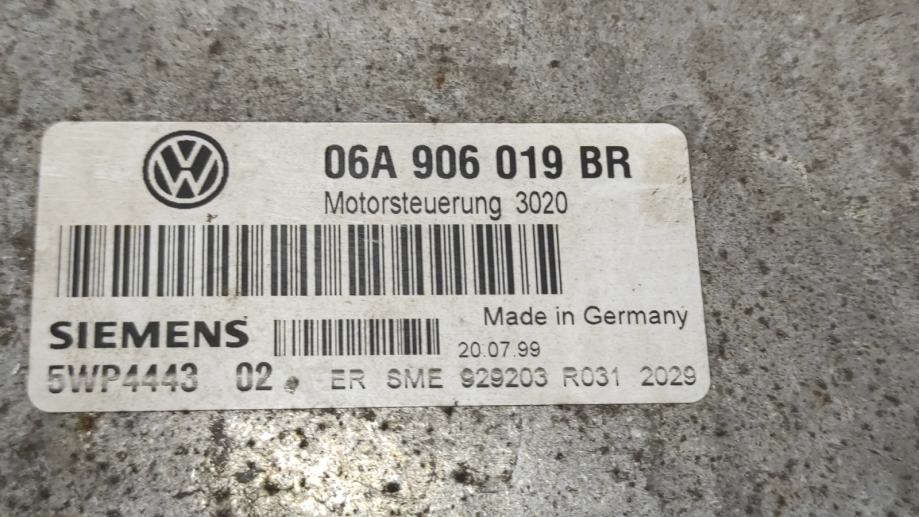 06A 906 019 BR
Motorsteuerung 3020
SIEMENS
Made in Germany
20.07.99
5WP4443 02 ER SME 929203 R031 2029